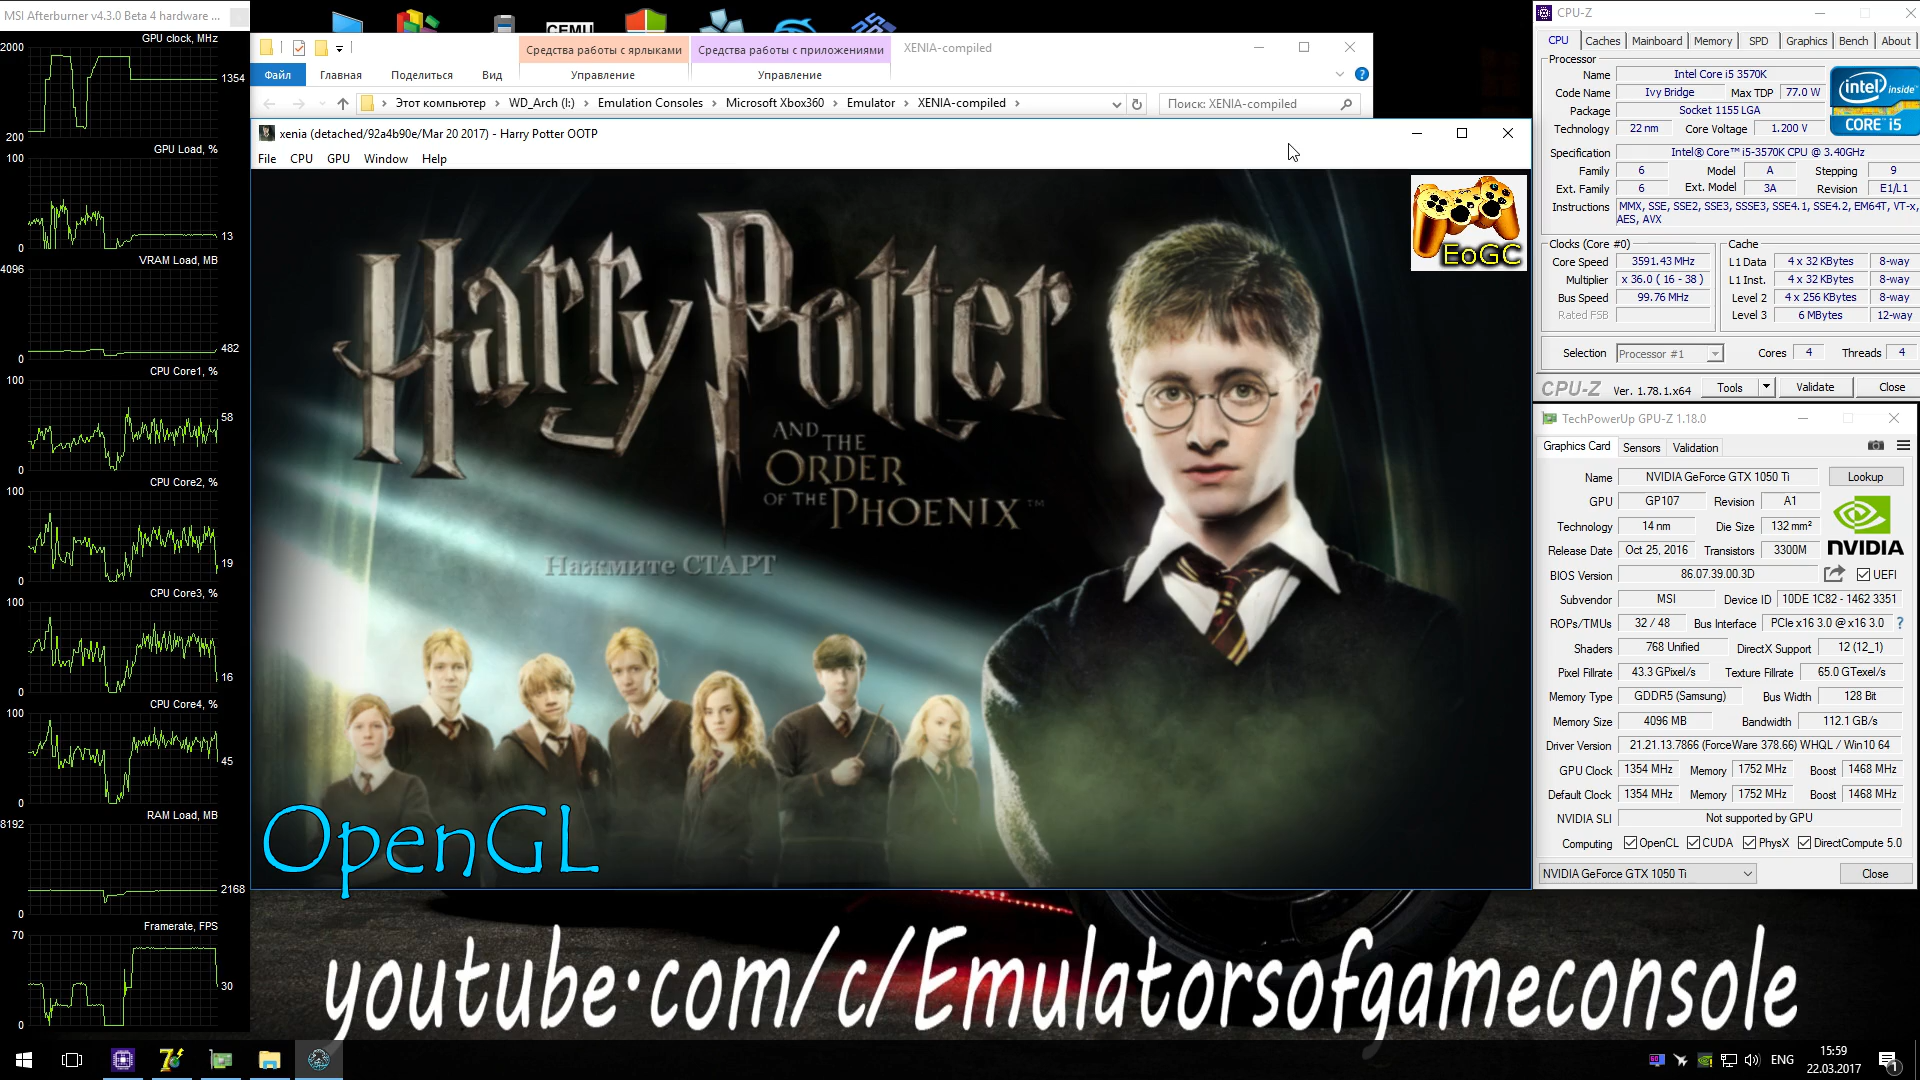 MSI Afterburner v4.3.0 Beta 4 hardware ...
GPU clock, MHz
2000
1354
200
GPU Load, %
100
13
0
VRAM Load, MB
4096
482
0
CPU Core1, %
100
58
0
CPU Core2, %
100
19
0
CPU Core3, %
100
16
0
CPU Core4, %
100
45
0
RAM Load, MB
8192
2168
0
Framerate, FPS
70
30
0
CEMU
Средства работы с ярлыками
Средства работы с приложениями
XENIA-compiled
Файл
Главная
Поделиться
Вид
Управление
Управление
Этот компьютер
WD_Arch (I:)
Emulation Consoles
Microsoft Xbox360
Emulator
XENIA-compiled
Поиск: XENIA-compiled
xenia (detached/92a4b90e/Mar 20 2017) - Harry Potter OOTP
File CPU GPU Window Help
EoGC
Harry Potter
AND THE
ORDER
OF THE PHOENIX™
Нажмите СТАРТ
OpenGL
youtube.com/c/Emulatorsofgameconsole
CPU-Z
CPU Caches Mainboard Memory SPD Graphics Bench About
Processor
Name Intel Core i5 3570K
Code Name Ivy Bridge Max TDP 77.0 W
Package Socket 1155 LGA
Technology 22 nm Core Voltage 1.200 V
intel inside™
CORE i5
Specification Intel® Core™ i5-3570K CPU @ 3.40GHz
Family 6 Model A Stepping 9
Ext. Family 6 Ext. Model 3A Revision E1/L1
Instructions MMX, SSE, SSE2, SSE3, SSSE3, SSE4.1, SSE4.2, EM64T, VT-x,
AES, AVX
Clocks (Core #0)
Core Speed 3591.43 MHz
Multiplier x 36.0 ( 16 - 38 )
Bus Speed 99.76 MHz
Rated FSB
Cache
L1 Data 4 x 32 KBytes 8-way
L1 Inst. 4 x 32 KBytes 8-way
Level 2 4 x 256 KBytes 8-way
Level 3 6 MBytes 12-way
Selection Processor #1 Cores 4 Threads 4
CPU-Z Ver. 1.78.1.x64 Tools Validate Close
TechPowerUp GPU-Z 1.18.0
Graphics Card Sensors Validation
Name NVIDIA GeForce GTX 1050 Ti Lookup
GPU GP107 Revision A1
Technology 14 nm Die Size 132 mm²
Release Date Oct 25, 2016 Transistors 3300M
NVIDIA
BIOS Version 86.07.39.00.3D UEFI
Subvendor MSI Device ID 10DE 1C82 - 1462 3351
ROPs/TMUs 32 / 48 Bus Interface PCIe x16 3.0 @ x16 3.0 ?
Shaders 768 Unified DirectX Support 12 (12_1)
Pixel Fillrate 43.3 GPixel/s Texture Fillrate 65.0 GTexel/s
Memory Type GDDR5 (Samsung) Bus Width 128 Bit
Memory Size 4096 MB Bandwidth 112.1 GB/s
Driver Version 21.21.13.7866 (ForceWare 378.66) WHQL / Win10 64
GPU Clock 1354 MHz Memory 1752 MHz Boost 1468 MHz
Default Clock 1354 MHz Memory 1752 MHz Boost 1468 MHz
NVIDIA SLI Not supported by GPU
Computing OpenCL CUDA PhysX DirectCompute 5.0
NVIDIA GeForce GTX 1050 Ti Close
ENG
15:59
22.03.2017
1